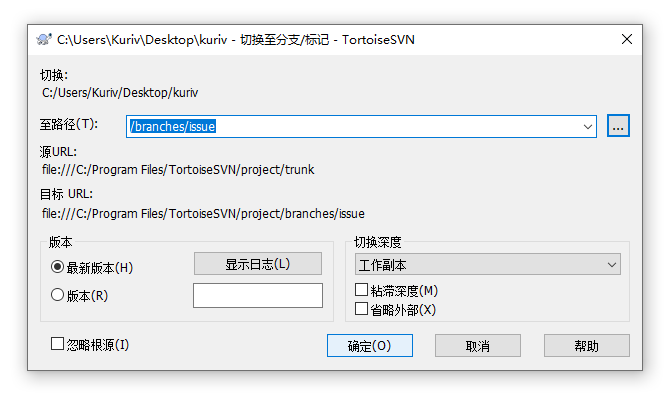 C:\Users\Kuriv\Desktop\kuriv - 切换至分支/标记 - TortoiseSVN
切换:
C:/Users/Kuriv/Desktop/kuriv
至路径(T):
/branches/issue
...
源URL:
file:///C:/Program Files/TortoiseSVN/project/trunk
目标 URL:
file:///C:/Program Files/TortoiseSVN/project/branches/issue
版本
最新版本(H)
显示日志(L)
版本(R)
切换深度
工作副本
粘滞深度(M)
省略外部(X)
忽略根源(I)
确定(O)
取消
帮助